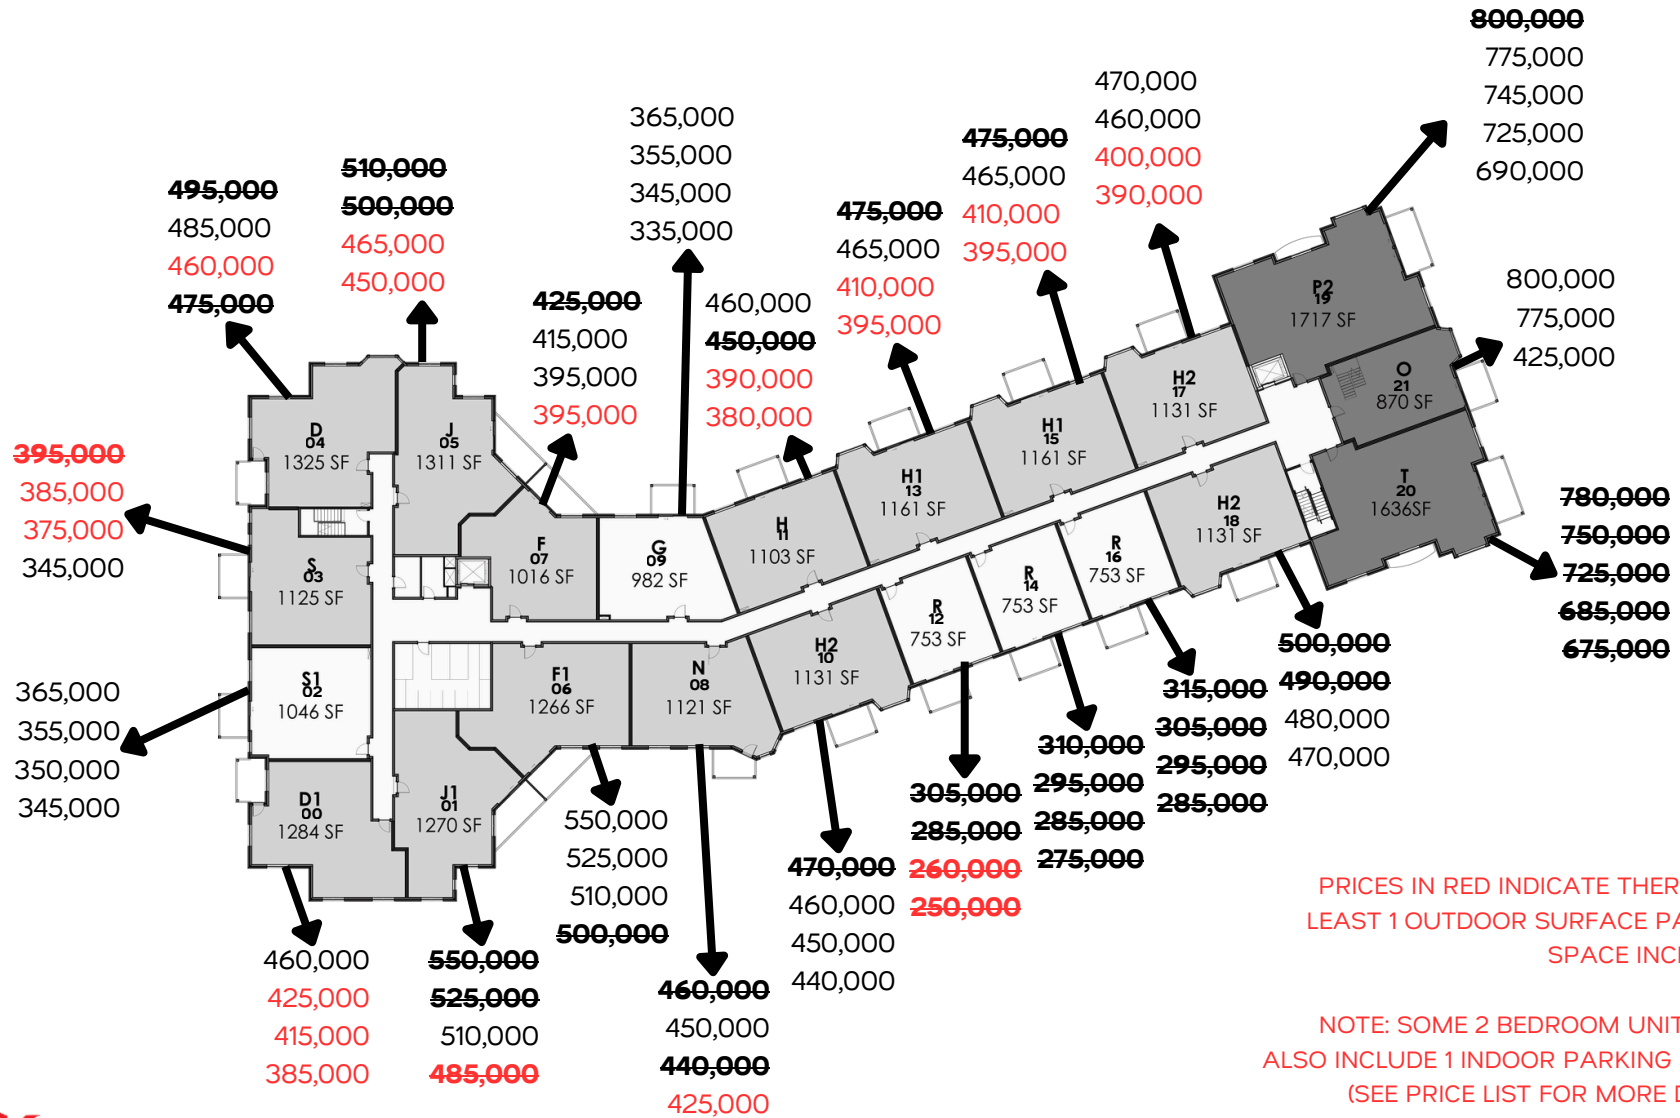 800,000
775,000
745,000
725,000
690,000
470,000
460,000
400,000
390,000
365,000
355,000
345,000
335,000
475,000
465,000
410,000
395,000
510,000
500,000
465,000
450,000
495,000
485,000
460,000
475,000
475,000
465,000
410,000
395,000
800,000
775,000
425,000
425,000
415,000
395,000
395,000
460,000
450,000
390,000
380,000
395,000
385,000
375,000
345,000
780,000
750,000
725,000
685,000
675,000
365,000
355,000
350,000
345,000
P2
19
1717 SF
O
21
870 SF
T
20
1636SF
H2
17
1131 SF
H1
15
1161 SF
H1
13
1161 SF
H
11
1103 SF
G
09
982 SF
F
07
1016 SF
J
05
1311 SF
D
04
1325 SF
S
03
1125 SF
S1
02
1046 SF
D1
00
1284 SF
J1
01
1270 SF
F1
06
1266 SF
N
08
1121 SF
H2
10
1131 SF
R
12
753 SF
R
14
753 SF
R
16
753 SF
H2
18
1131 SF
500,000
490,000
480,000
470,000
315,000
305,000
295,000
285,000
310,000
295,000
285,000
275,000
305,000
285,000
260,000
250,000
470,000
460,000
450,000
440,000
550,000
525,000
510,000
500,000
460,000
450,000
440,000
425,000
550,000
525,000
510,000
485,000
460,000
425,000
415,000
385,000
PRICES IN RED INDICATE
LEAST 1 OUTDOOR SURFACE
SPACE
NOTE: SOME 2 BEDROOM
ALSO INCLUDE 1 INDOOR PARKING
(SEE PRICE LIST FOR MORE